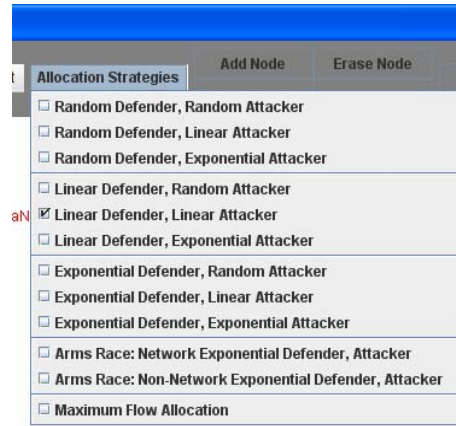 Add Node Erase Node
t Allocation Strategies
Random Defender, Random Attacker
Random Defender, Linear Attacker
Random Defender, Exponential Attacker
Linear Defender, Random Attacker
aN Linear Defender, Linear Attacker
Linear Defender, Exponential Attacker
Exponential Defender, Random Attacker
Exponential Defender, Linear Attacker
Exponential Defender, Exponential Attacker
Arms Race: Network Exponential Defender, Attacker
Arms Race: Non-Network Exponential Defender, Attacker
Maximum Flow Allocation